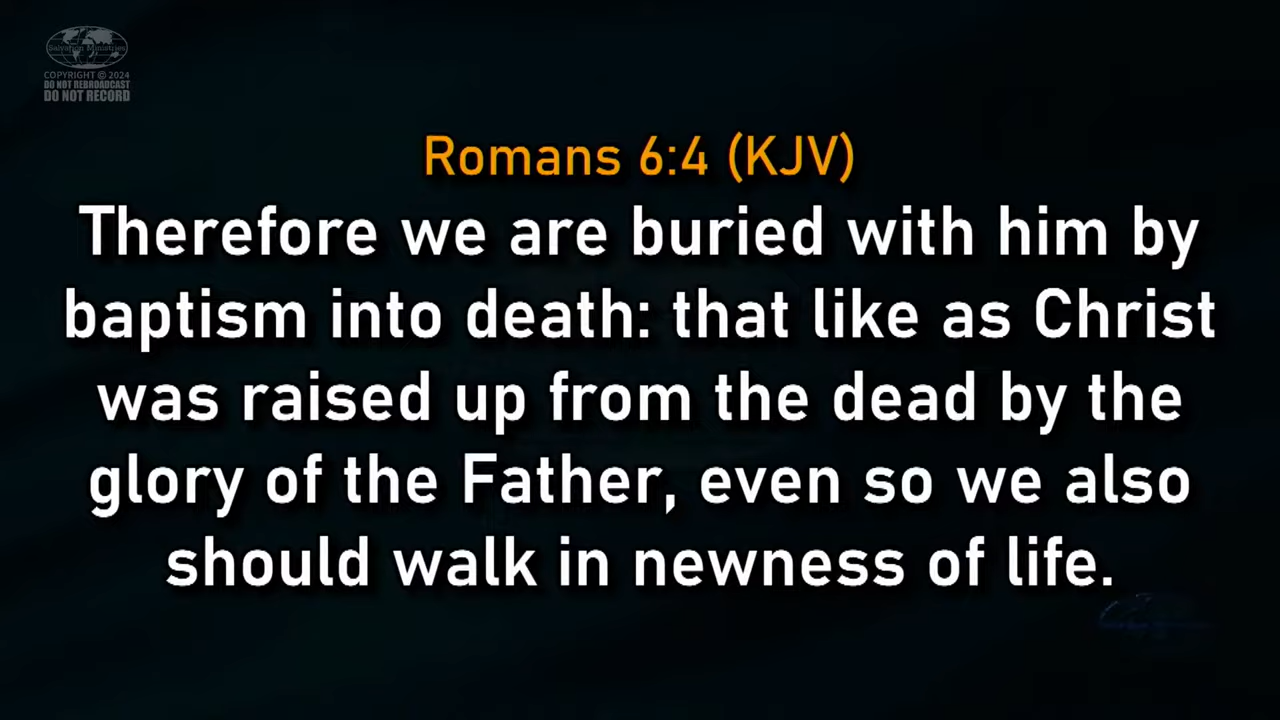 Salvation Ministries
COPYRIGHT © 2024
DO NOT REBROADCAST
DO NOT RECORD
Romans 6:4 (KJV)
Therefore we are buried with him by
baptism into death: that like as Christ
was raised up from the dead by the
glory of the Father, even so we also
should walk in newness of life.